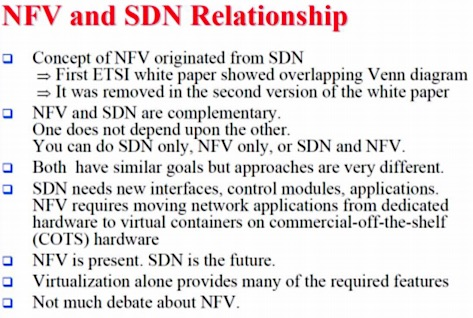 NFV and SDN Relationship
Concept of NFV originated from SDN
⇒ First ETSI white paper showed overlapping Venn diagram
⇒ It was removed in the second version of the white paper
NFV and SDN are complementary.
One does not depend upon the other.
You can do SDN only, NFV only, or SDN and NFV.
Both have similar goals but approaches are very different.
SDN needs new interfaces, control modules, applications.
NFV requires moving network applications from dedicated
hardware to virtual containers on commercial-off-the-shelf
(COTS) hardware
NFV is present. SDN is the future.
Virtualization alone provides many of the required features
Not much debate about NFV.